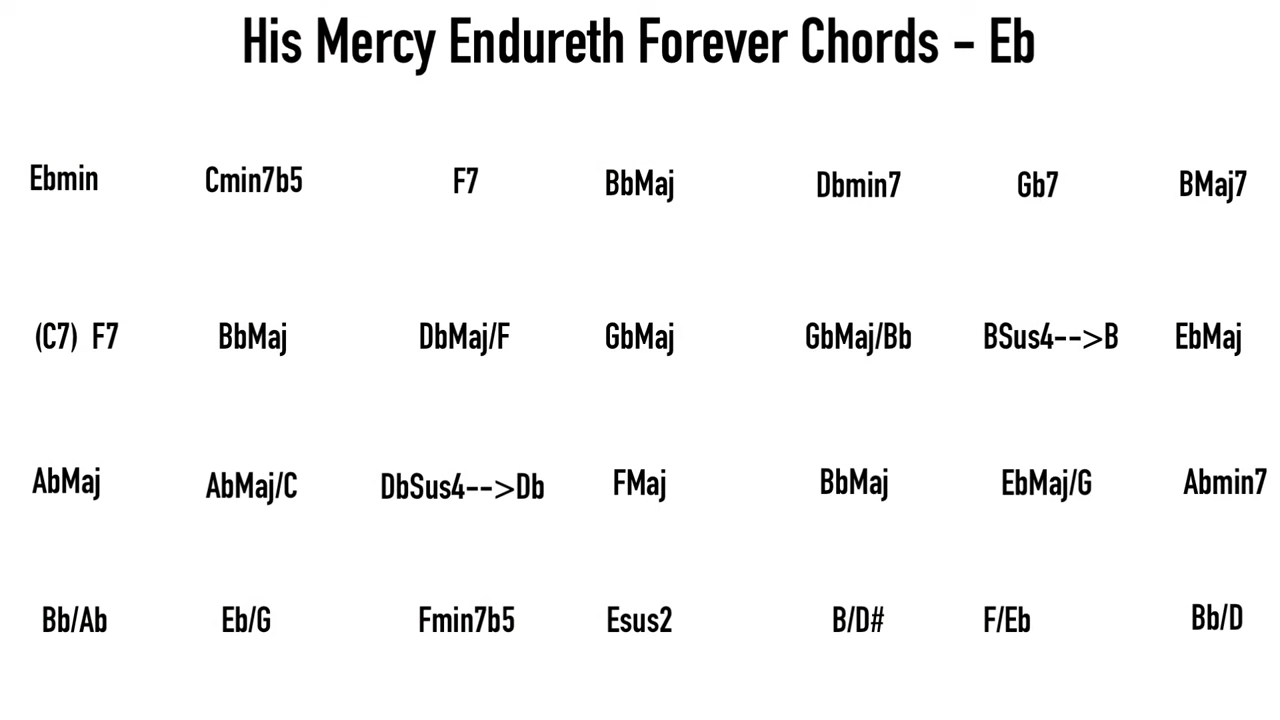 His Mercy Endureth Forever Chords - Eb
Ebmin Cmin7b5 F7 BbMaj Dbmin7 Gb7 BMaj7
(C7) F7 BbMaj DbMaj/F GbMaj GbMaj/Bb BSus4-->B EbMaj
AbMaj AbMaj/C DbSus4-->Db FMaj BbMaj EbMaj/G Abmin7
Bb/Ab Eb/G Fmin7b5 Esus2 B/D# F/Eb Bb/D